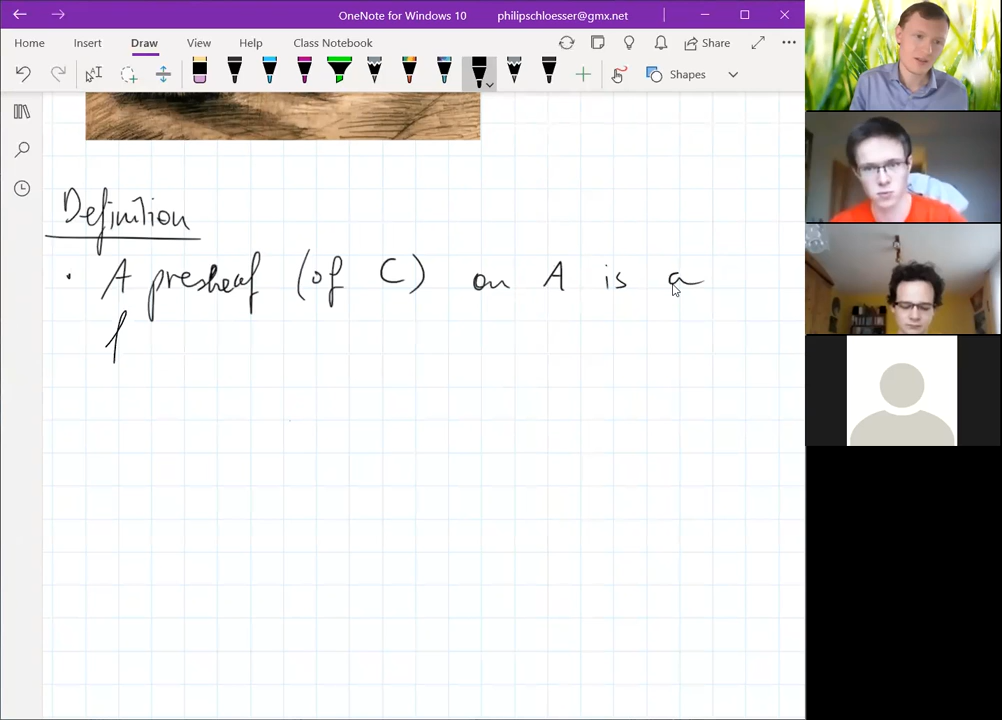 OneNote for Windows 10 philipschloesser@gmx.net
Home Insert Draw View Help Class Notebook Share
Shapes
Definition
· A presheaf (of C) on A is a
f